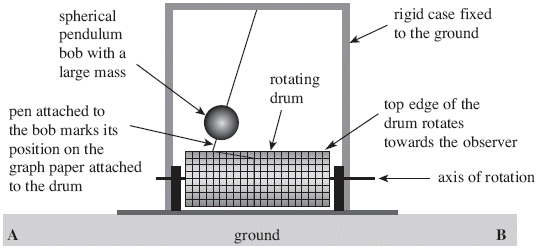 spherical
pendulum
bob with a
large mass
rigid case fixed
to the ground
rotating
drum
pen attached to
the bob marks its
position on the
graph paper attached
to the drum
top edge of the
drum rotates
towards the observer
axis of rotation
A
ground
B